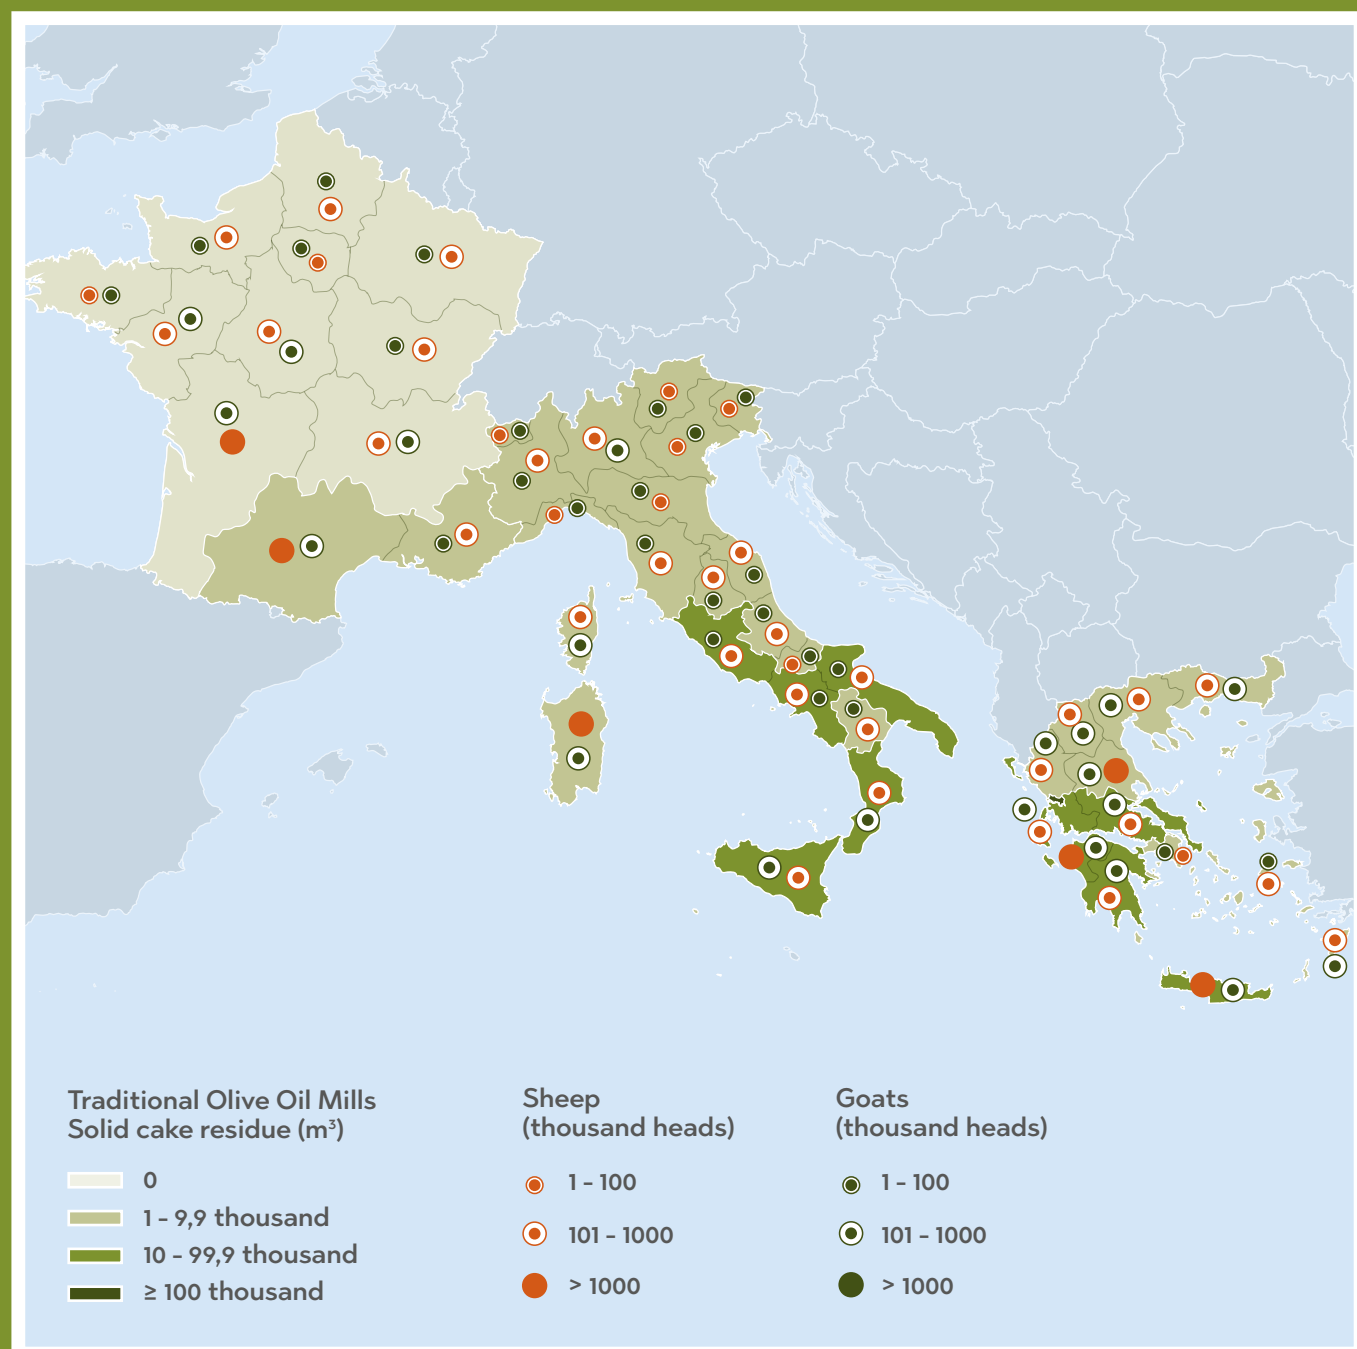 Traditional Olive Oil Mills
Solid cake residue (m³)
0
1 - 9,9 thousand
10 - 99,9 thousand
≥ 100 thousand
Sheep
(thousand heads)
1 - 100
101 - 1000
> 1000
Goats
(thousand heads)
1 - 100
101 - 1000
> 1000